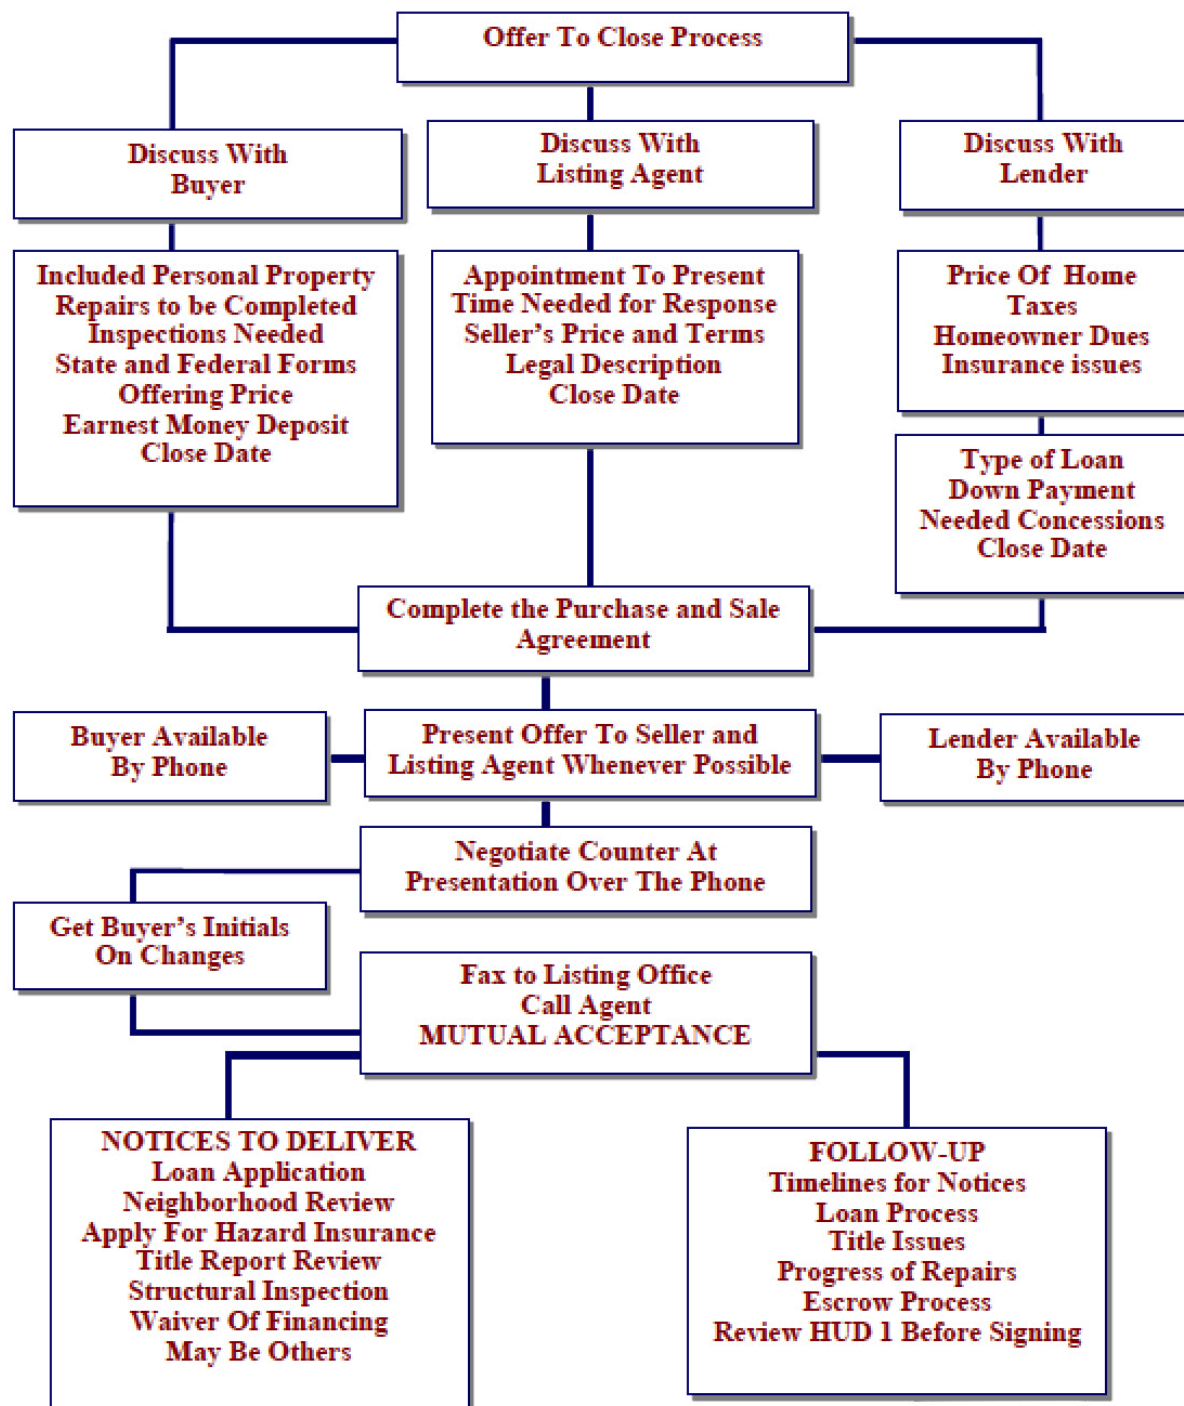 Offer To Close Process
Discuss With
Buyer
Discuss With
Listing Agent
Discuss With
Lender
Included Personal Property
Repairs to be Completed
Inspections Needed
State and Federal Forms
Offering Price
Earnest Money Deposit
Close Date
Appointment To Present
Time Needed for Response
Seller’s Price and Terms
Legal Description
Close Date
Price Of Home
Taxes
Homeowner Dues
Insurance issues
Type of Loan
Down Payment
Needed Concessions
Close Date
Complete the Purchase and Sale
Agreement
Buyer Available
By Phone
Present Offer To Seller and
Listing Agent Whenever Possible
Lender Available
By Phone
Negotiate Counter At
Presentation Over The Phone
Get Buyer’s Initials
On Changes
Fax to Listing Office
Call Agent
MUTUAL ACCEPTANCE
NOTICES TO DELIVER
Loan Application
Neighborhood Review
Apply For Hazard Insurance
Title Report Review
Structural Inspection
Waiver Of Financing
May Be Others
FOLLOW-UP
Timelines for Notices
Loan Process
Title Issues
Progress of Repairs
Escrow Process
Review HUD 1 Before Signing